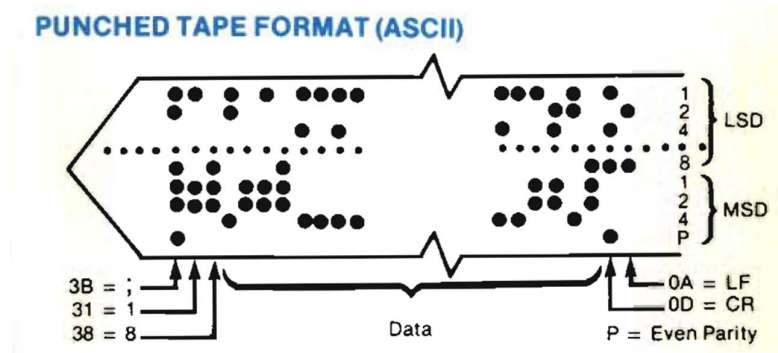 PUNCHED TAPE FORMAT (ASCII)
1
2
4
8
LSD
1
2
4
P
MSD
3B = ;
31 = 1
38 = 8
Data
0A = LF
0D = CR
P = Even Parity